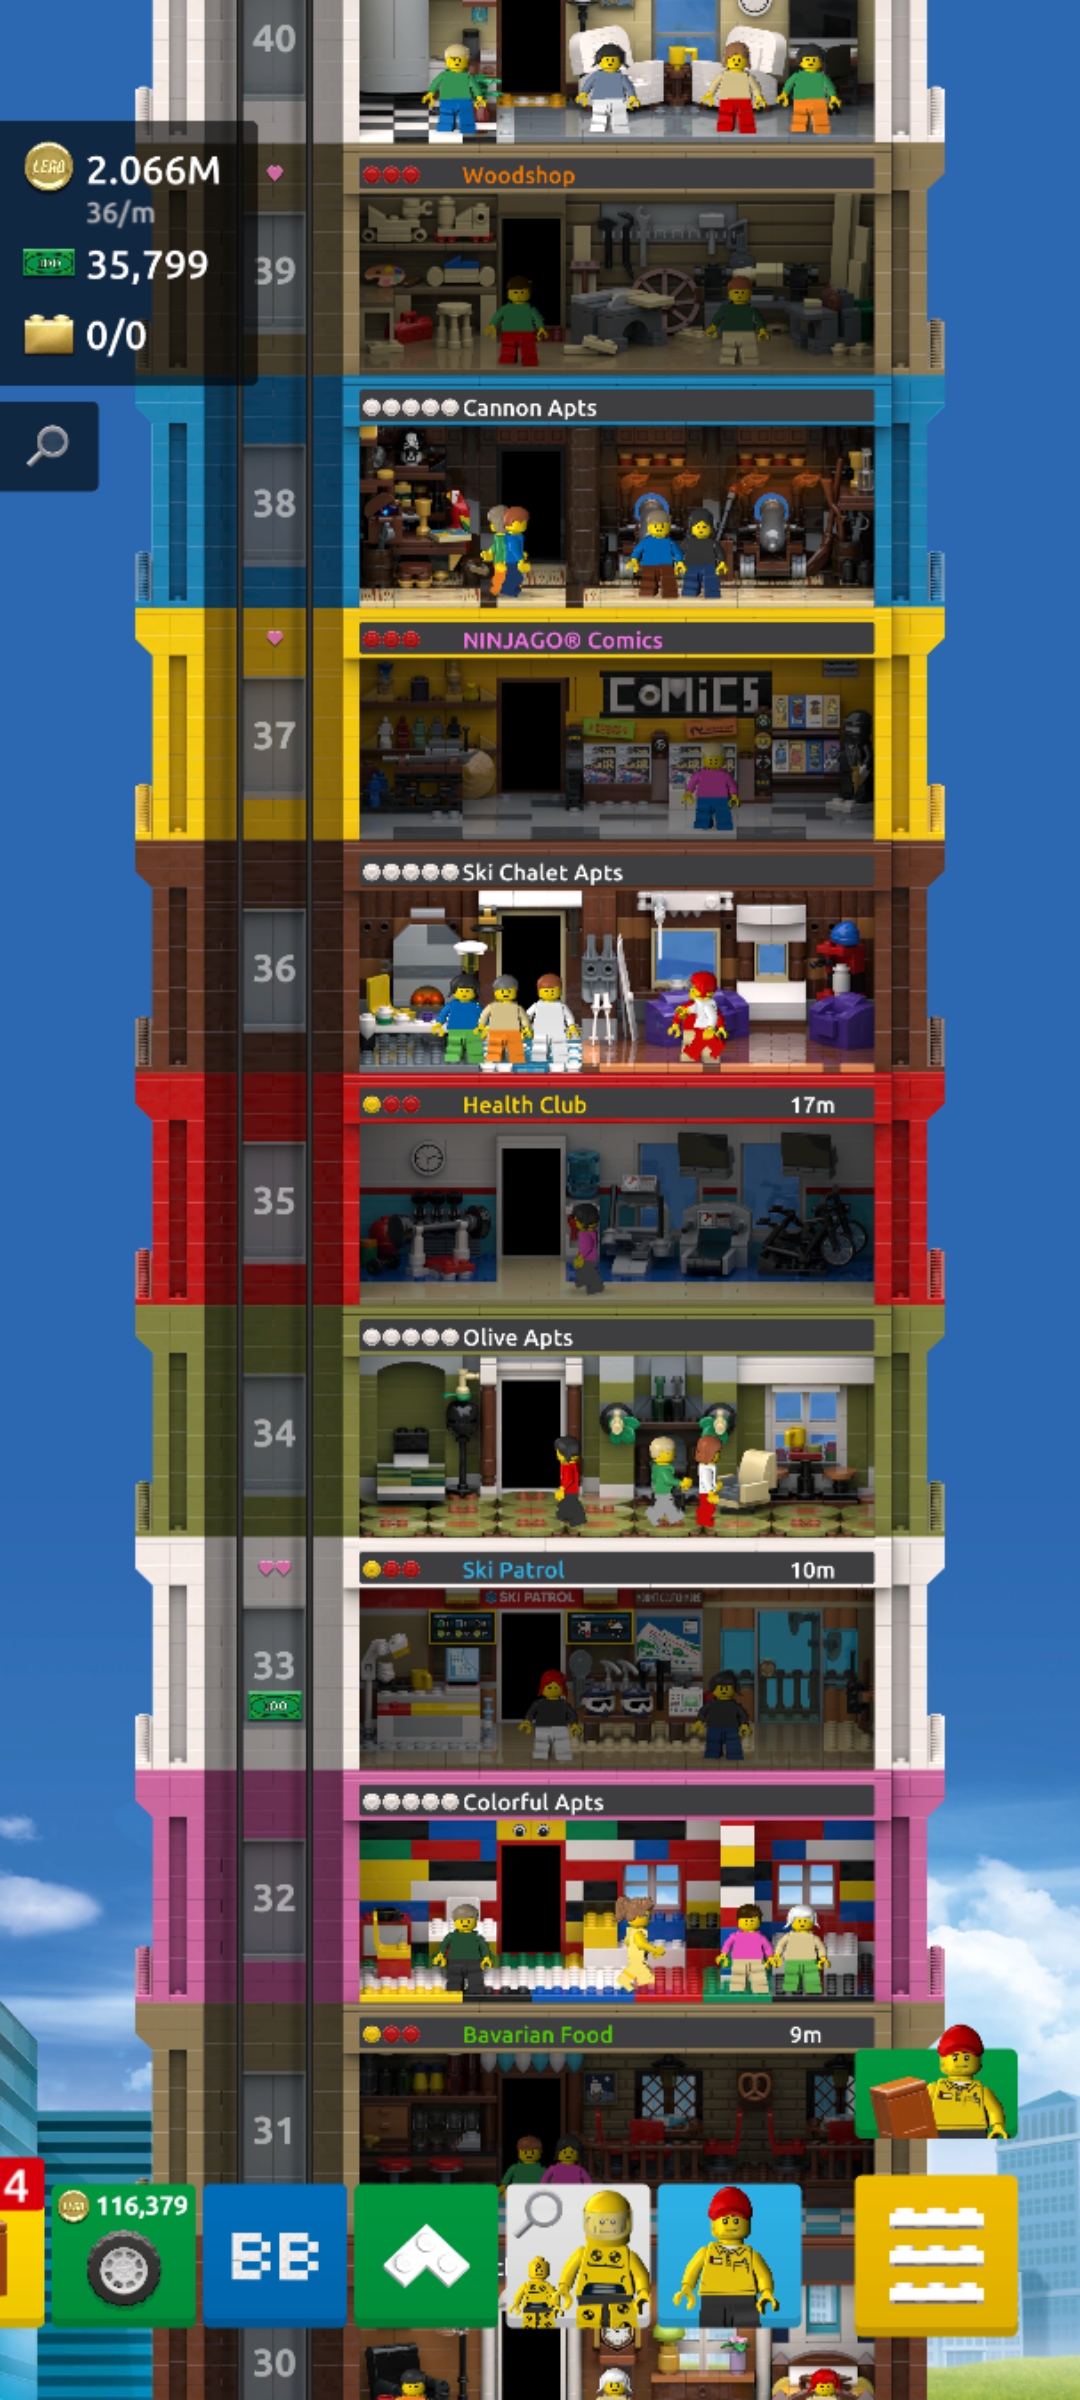 40
LEGO 2.066M
36/m
35,799
0/0
Woodshop
39
Cannon Apts
38
NINJAGO® Comics
COMiCS
37
Ski Chalet Apts
36
Health Club 17m
35
Olive Apts
34
Ski Patrol 10m
SKI PATROL
33
100
Colorful Apts
32
Bavarian Food 9m
31
4
116,379
BB
30